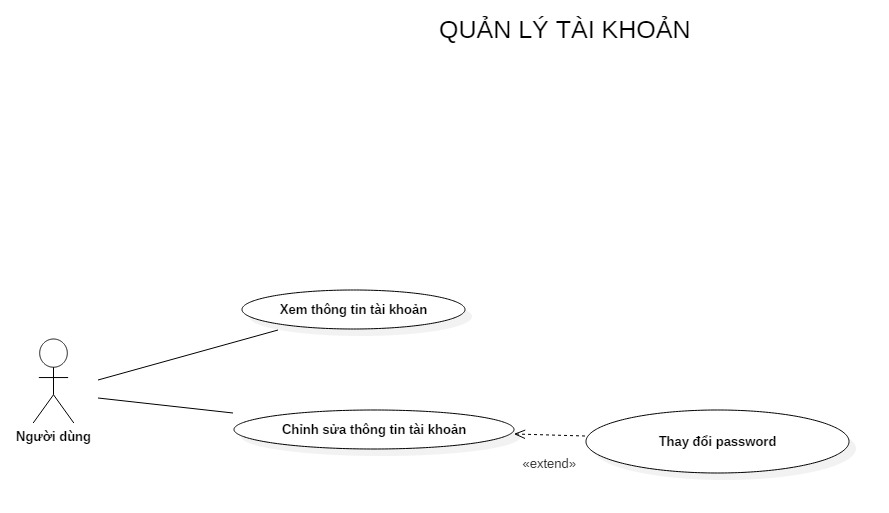 QUẢN LÝ TÀI KHOẢN
Xem thông tin tài khoản
Người dùng
Chỉnh sửa thông tin tài khoản
Thay đổi password
«extend»